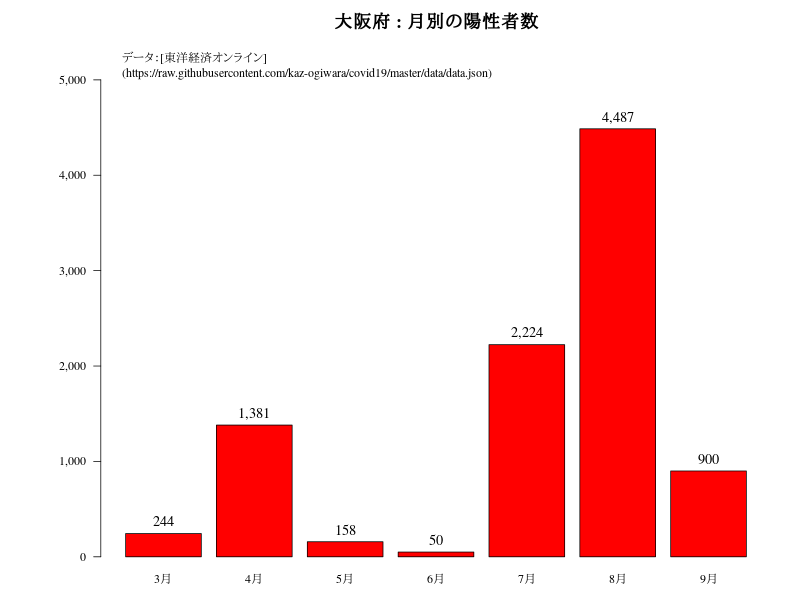 大阪府 : 月別の陽性者数
データ：[東洋経済オンライン]
(https://raw.githubusercontent.com/kaz-ogiwara/covid19/master/data/data.json)
5,000
4,000
3,000
2,000
1,000
0
244
1,381
158
50
2,224
4,487
900
3月
4月
5月
6月
7月
8月
9月